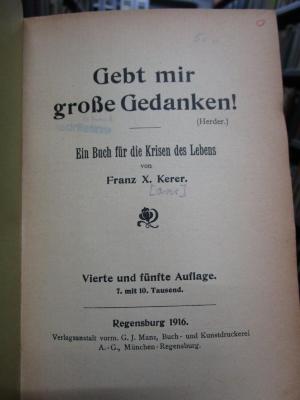 Gebt mir
große Gedanken!
(Herder.)
Ein Buch für die Krisen des Lebens
von
Franz X. Kerer.
Vierte und fünfte Auflage.
7. mit 10. Tausend.
Regensburg 1916.
Verlagsanstalt vorm. G. J. Manz, Buch- und Kunstdruckerei
A.-G., München-Regensburg.